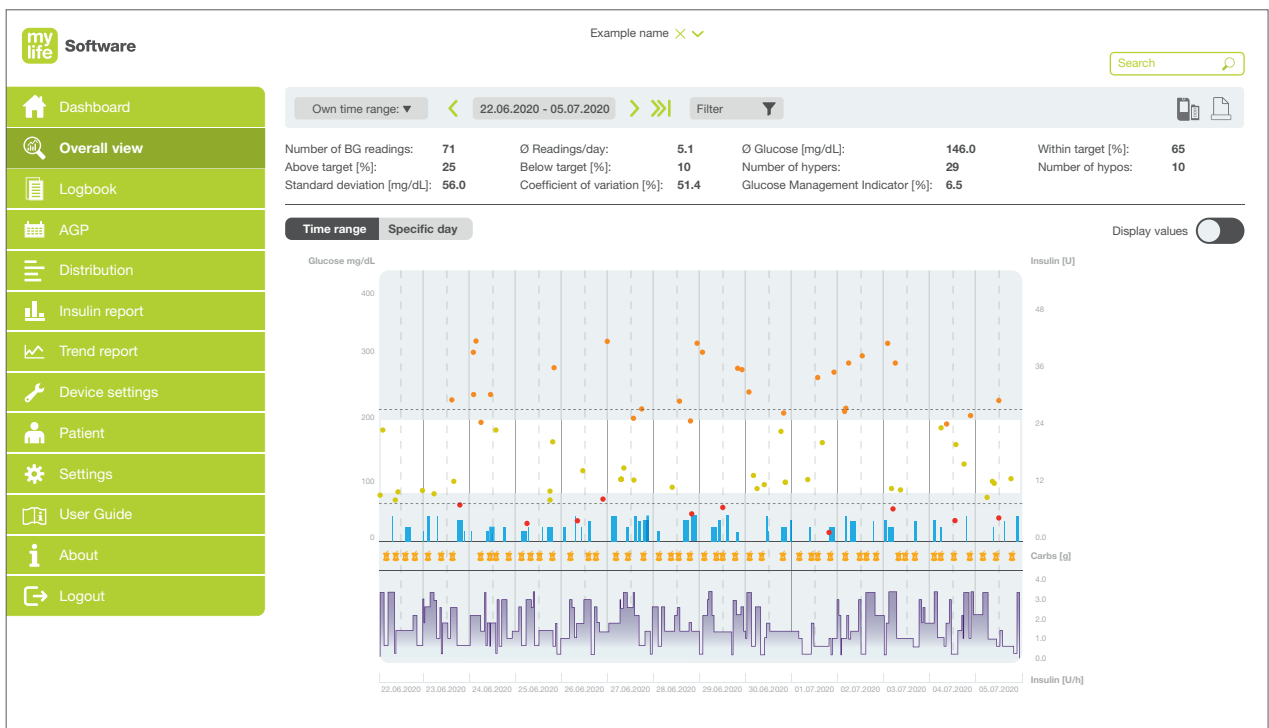 my
life
Software
Example name
Search
Dashboard
Overall view
Logbook
AGP
Distribution
Insulin report
Trend report
Device settings
Patient
Settings
User Guide
About
Logout
Own time range: ▼
22.06.2020 - 05.07.2020
Filter
Number of BG readings: 71 Ø Readings/day: 5.1 Ø Glucose [mg/dL]: 146.0 Within target [%]: 65
Above target [%]: 25 Below target [%]: 10 Number of hypers: 29 Number of hypos: 10
Standard deviation [mg/dL]: 56.0 Coefficient of variation [%]: 51.4 Glucose Management Indicator [%]: 6.5
Time range Specific day
Display values
Glucose mg/dL
400
300
200
100
0
Insulin [U]
48
36
24
12
0.0
Carbs [g]
4.0
3.0
2.0
1.0
0.0
Insulin [U/h]
22.06.2020 23.06.2020 24.06.2020 25.06.2020 26.06.2020 27.06.2020 28.06.2020 29.06.2020 30.06.2020 01.07.2020 02.07.2020 03.07.2020 04.07.2020 05.07.2020